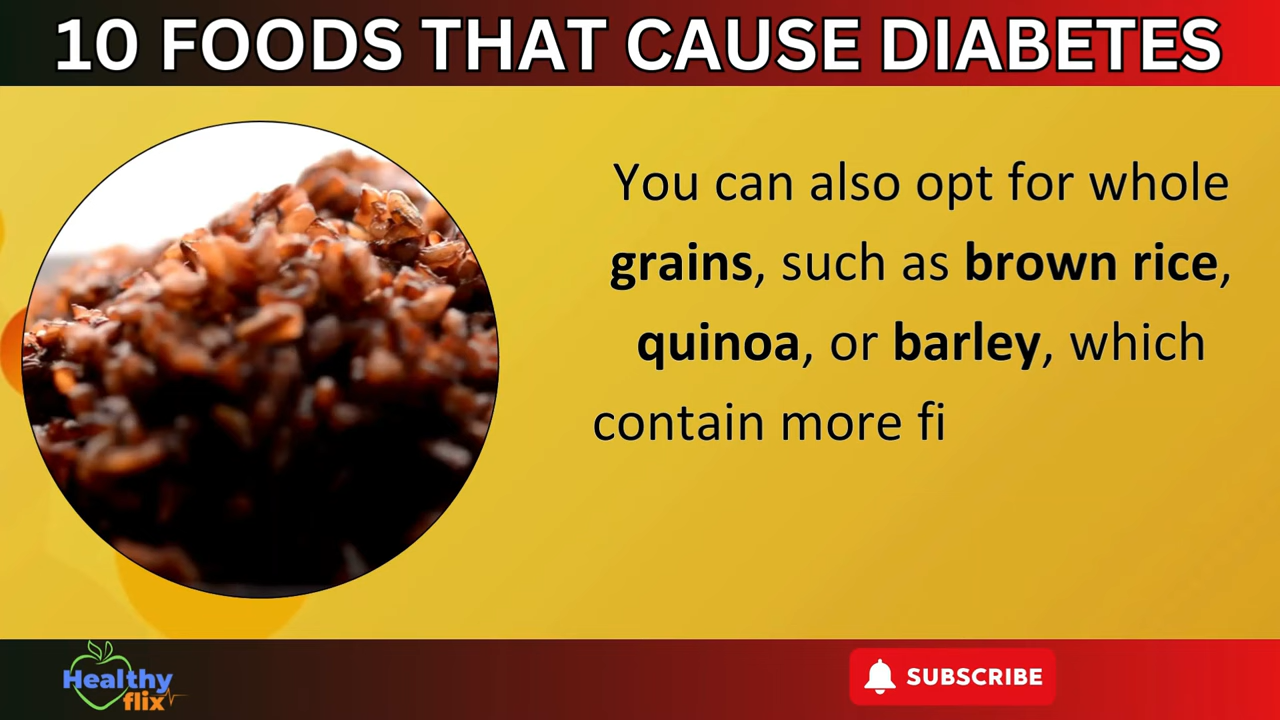 10 FOODS THAT CAUSE DIABETES
You can also opt for whole
grains, such as brown rice,
quinoa, or barley, which
contain more fi
Healthy
flix
SUBSCRIBE